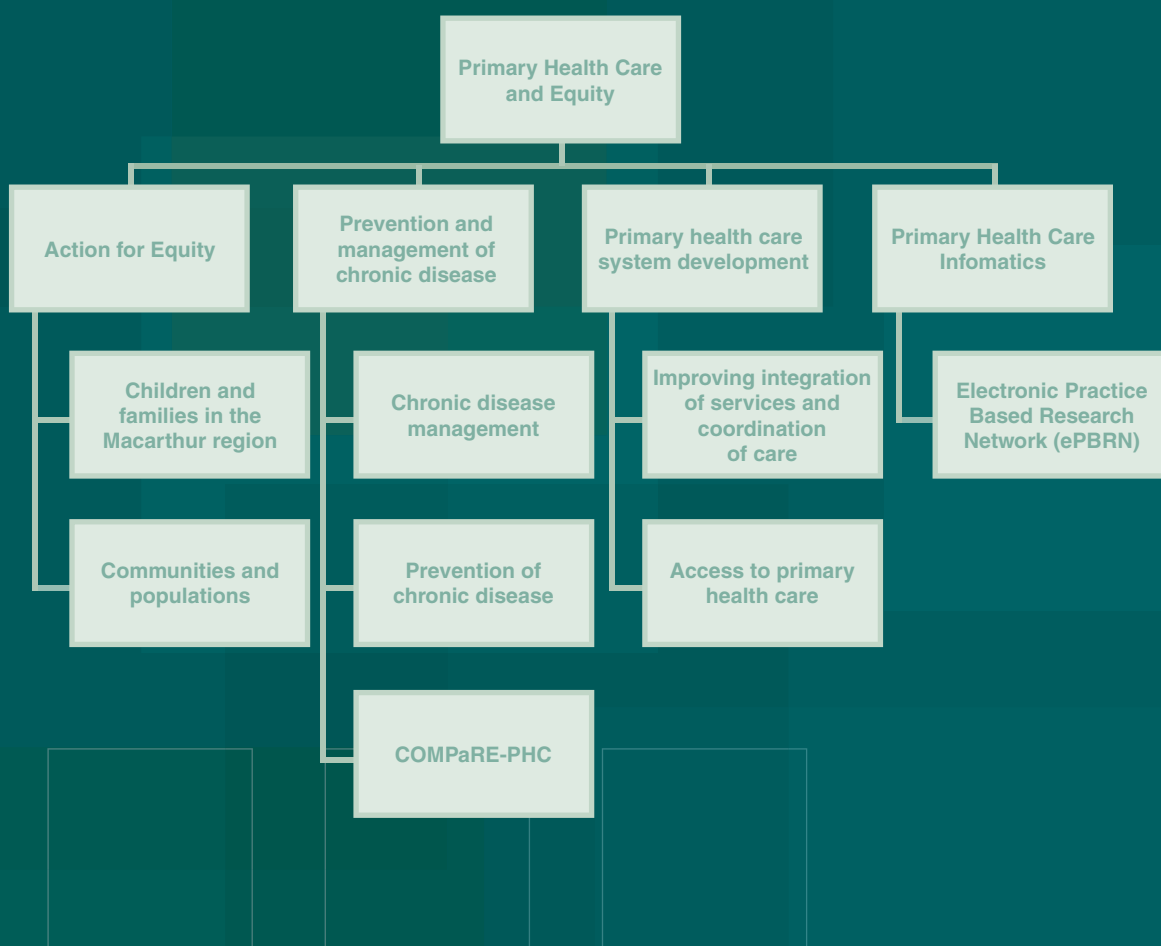 Primary Health Care
and Equity
Action for Equity
Prevention and
management of
chronic disease
Primary health care
system development
Primary Health Care
Infomatics
Children and
families in the
Macarthur region
Chronic disease
management
Improving integration
of services and
coordination
of care
Electronic Practice
Based Research
Network (ePBRN)
Communities and
populations
Prevention of
chronic disease
Access to primary
health care
COMPaRE-PHC